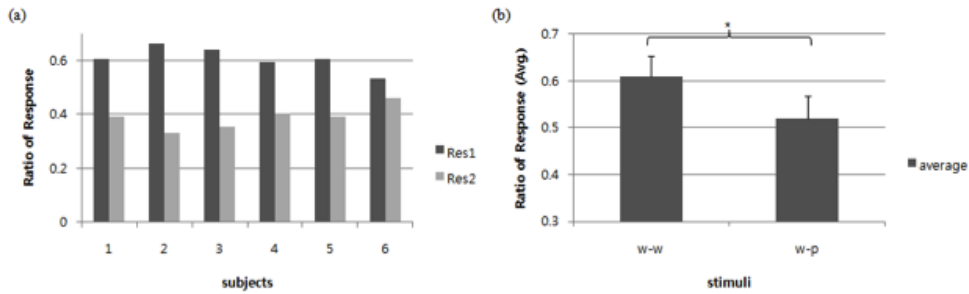 (a)
Ratio of Response
0.6
0.4
0.2
0
1 2 3 4 5 6
subjects
Res1
Res2
(b)
Ratio of Response (Avg.)
0.7
0.6
0.5
0.4
0.3
*
w-w w-p
stimuli
average